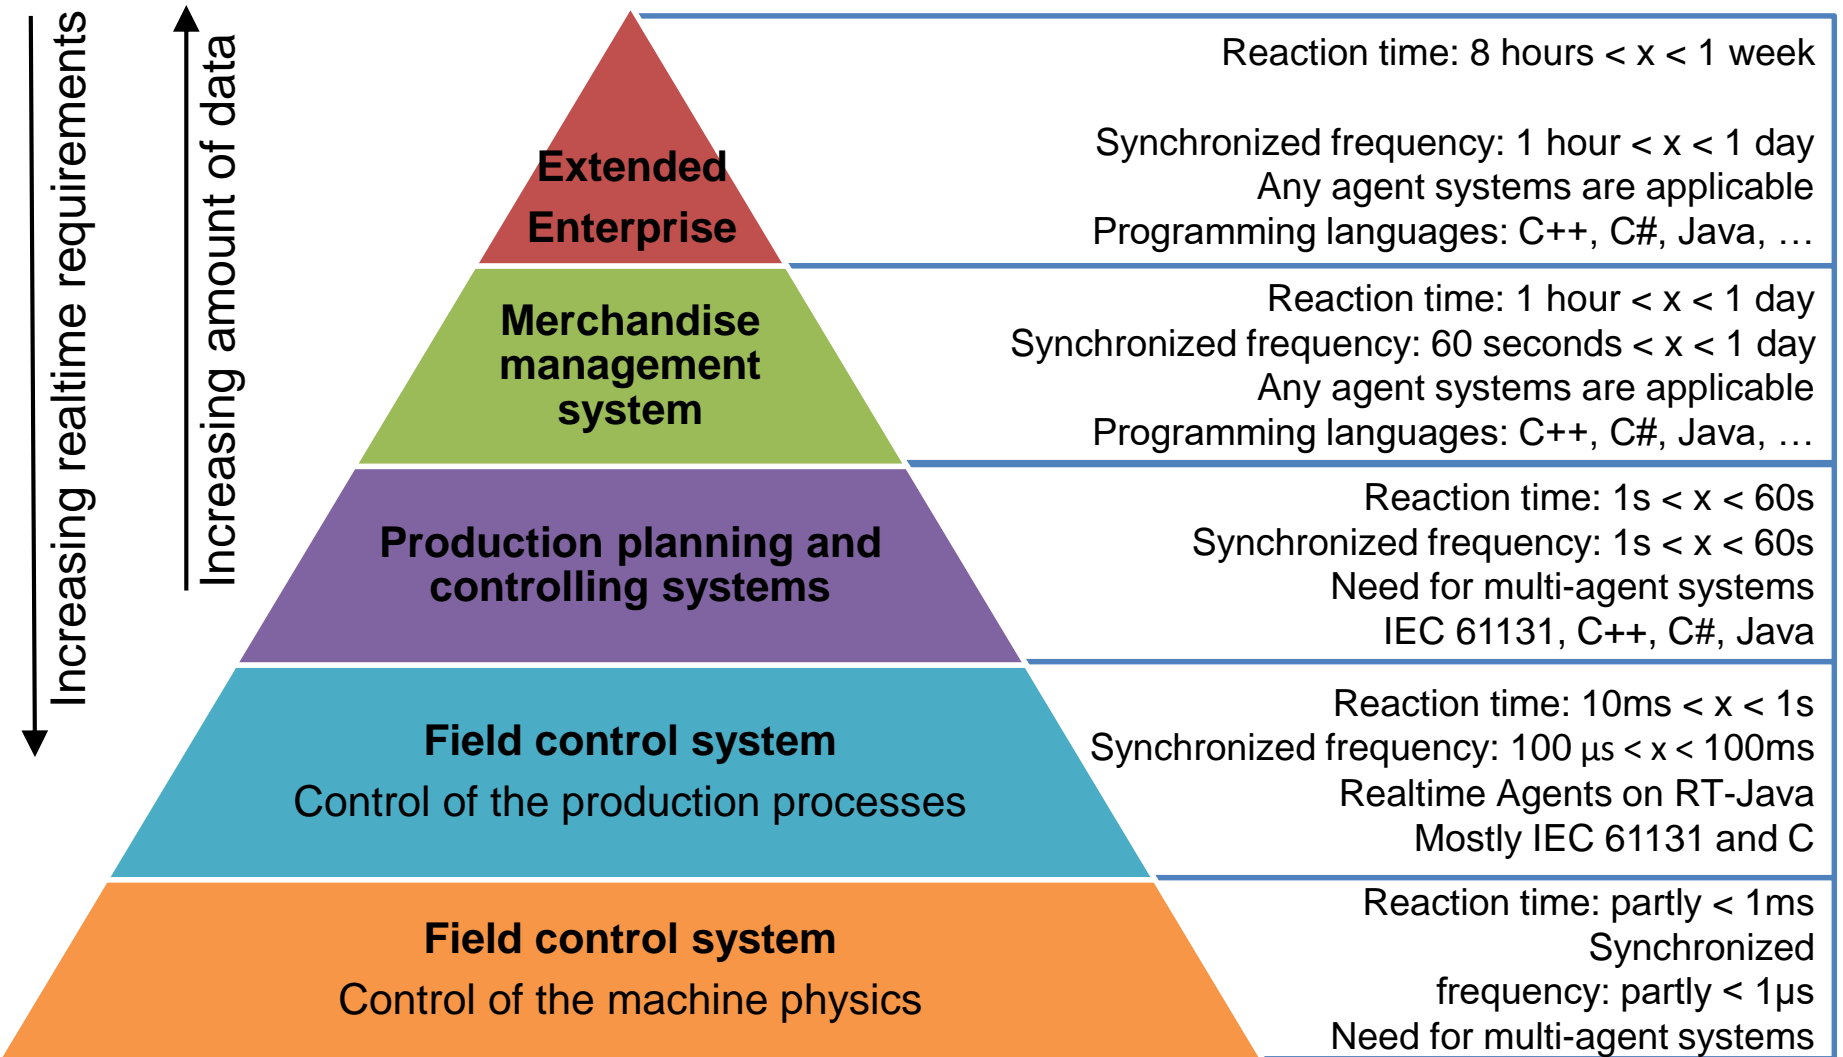 Increasing realtime requirements
Increasing amount of data
Extended
Enterprise
Reaction time: 8 hours < x < 1 week
Synchronized frequency: 1 hour < x < 1 day
Any agent systems are applicable
Programming languages: C++, C#, Java, …
Merchandise
management
system
Reaction time: 1 hour < x < 1 day
Synchronized frequency: 60 seconds < x < 1 day
Any agent systems are applicable
Programming languages: C++, C#, Java, …
Production planning and
controlling systems
Reaction time: 1s < x < 60s
Synchronized frequency: 1s < x < 60s
Need for multi-agent systems
IEC 61131, C++, C#, Java
Field control system
Control of the production processes
Reaction time: 10ms < x < 1s
Synchronized frequency: 100 µs < x < 100ms
Realtime Agents on RT-Java
Mostly IEC 61131 and C
Field control system
Control of the machine physics
Reaction time: partly < 1ms
Synchronized
frequency: partly < 1µs
Need for multi-agent systems